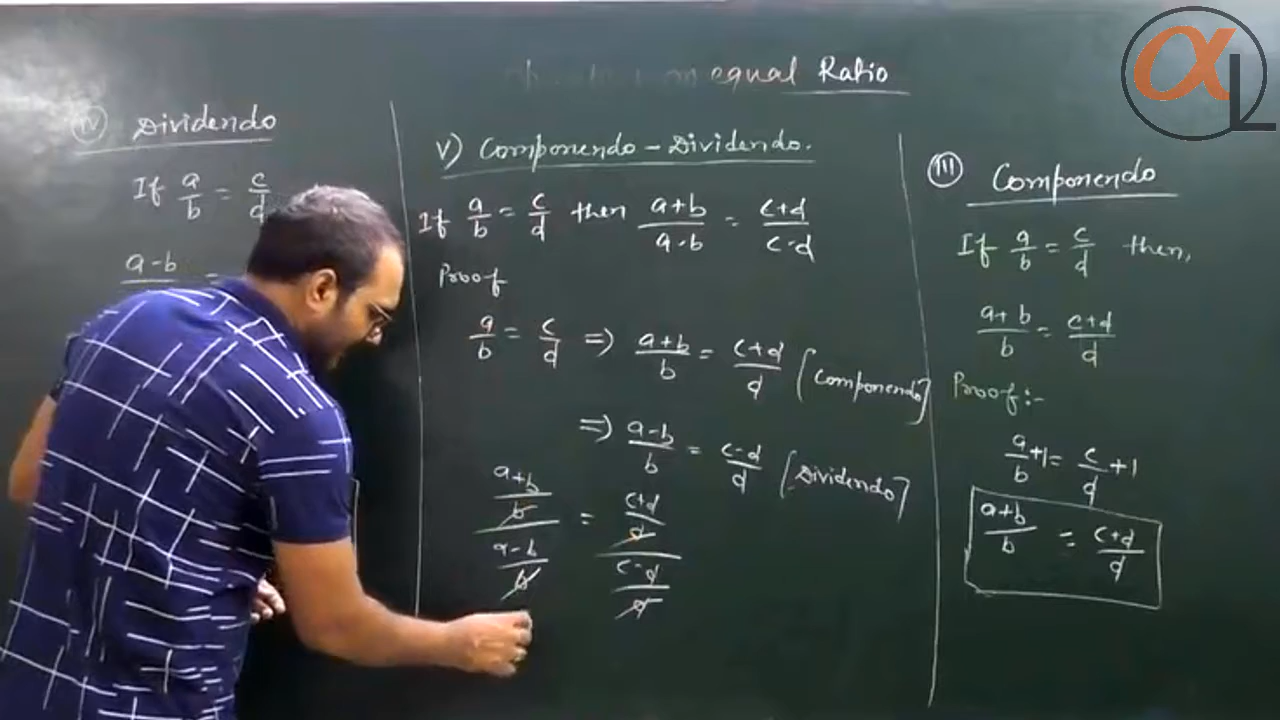 equal Ratio
IV Dividendo
If a/b = c/d
a-b =
V) Componendo - Dividendo.
If a/b = c/d then a+b/a-b = c+d/c-d
Proof
a/b = c/d => a+b/b = c+d/d [Componendo]
=> a-b/b = c-d/d [Dividendo]
a+b/b / a-b/b = c+d/d / c-d/d
III Componendo
If a/b = c/d then,
a+b/b = c+d/d
Proof:-
a/b +1 = c/d +1
a+b/b = c+d/d
αL